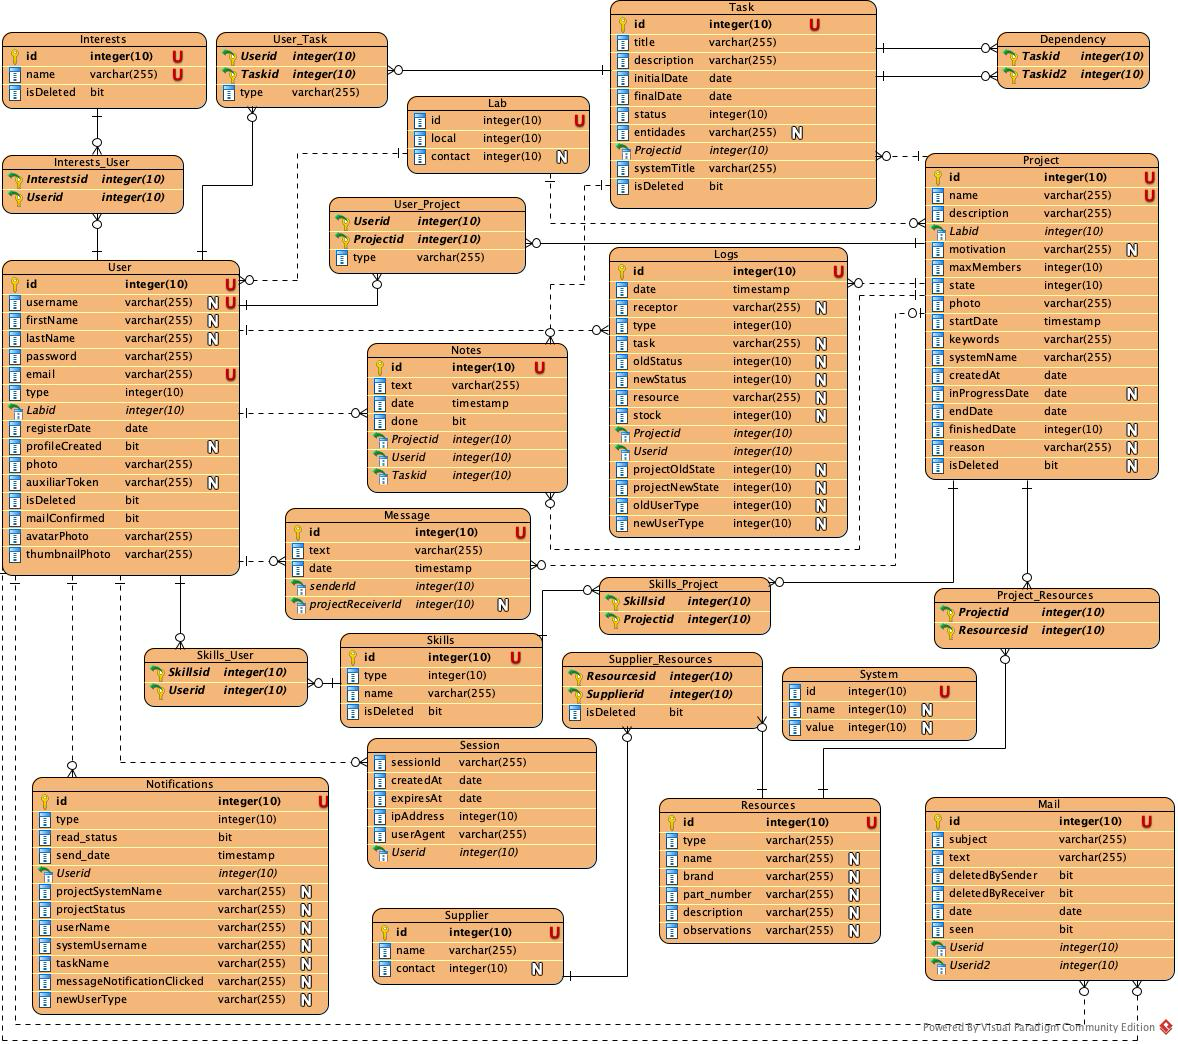 Interests
id integer(10) U
name varchar(255) U
isDeleted bit
User_Task
Userid integer(10)
Taskid integer(10)
type varchar(255)
Task
id integer(10) U
title varchar(255)
description varchar(255)
initialDate date
finalDate date
status integer(10)
entidades varchar(255) N
Projectid integer(10)
systemTitle varchar(255)
isDeleted bit
Dependency
Taskid integer(10)
Taskid2 integer(10)
Lab
id integer(10) U
local integer(10)
contact integer(10) N
Interests_User
Interestsid integer(10)
Userid integer(10)
User_Project
Userid integer(10)
Projectid integer(10)
type varchar(255)
Project
id integer(10) U
name varchar(255) U
description varchar(255)
Labid integer(10)
motivation varchar(255) N
maxMembers integer(10)
state integer(10)
photo varchar(255)
startDate timestamp
keywords varchar(255)
systemName varchar(255)
createdAt date
inProgressDate date N
endDate date
finishedDate integer(10) N
reason varchar(255) N
isDeleted bit N
User
id integer(10) U
username varchar(255) N U
firstName varchar(255) N
lastName varchar(255) N
password varchar(255)
email varchar(255) U
type integer(10)
Labid integer(10)
registerDate date
profileCreated bit N
photo varchar(255)
auxiliarToken varchar(255) N
isDeleted bit
mailConfirmed bit
avatarPhoto varchar(255)
thumbnailPhoto varchar(255)
Logs
id integer(10) U
date timestamp
receptor varchar(255) N
type integer(10)
task varchar(255) N
oldStatus integer(10) N
newStatus integer(10) N
resource varchar(255) N
stock integer(10) N
Projectid integer(10)
Userid integer(10)
projectOldState integer(10) N
projectNewState integer(10) N
oldUserType integer(10) N
newUserType integer(10) N
Notes
id integer(10) U
text varchar(255)
date timestamp
done bit
Projectid integer(10)
Userid integer(10)
Taskid integer(10)
Message
id integer(10) U
text varchar(255)
date timestamp
senderId integer(10)
projectReceiverId integer(10) N
Skills_Project
Skillsid integer(10)
Projectid integer(10)
Project_Resources
Projectid integer(10)
Resourcesid integer(10)
Skills_User
Skillsid integer(10)
Userid integer(10)
Skills
id integer(10) U
type integer(10)
name varchar(255)
isDeleted bit
Supplier_Resources
Resourcesid integer(10)
Supplierid integer(10)
isDeleted bit
System
id integer(10) U
name integer(10) N
value integer(10) N
Session
sessionId varchar(255)
createdAt date
expiresAt date
ipAddress integer(10)
userAgent varchar(255)
Userid integer(10)
Notifications
id integer(10) U
type integer(10)
read_status bit
send_date timestamp
Userid integer(10)
projectSystemName varchar(255) N
projectStatus varchar(255) N
userName varchar(255) N
systemUsername varchar(255) N
taskName varchar(255) N
messageNotificationClicked varchar(255) N
newUserType varchar(255) N
Resources
id integer(10) U
type varchar(255)
name varchar(255) N
brand varchar(255) N
part_number varchar(255) N
description varchar(255) N
observations varchar(255) N
Mail
id integer(10) U
subject varchar(255)
text varchar(255)
deletedBySender bit
deletedByReceiver bit
date date
seen bit
Userid integer(10)
Userid2 integer(10)
Supplier
id integer(10) U
name varchar(255)
contact integer(10) N
Powered By Visual Paradigm Community Edition